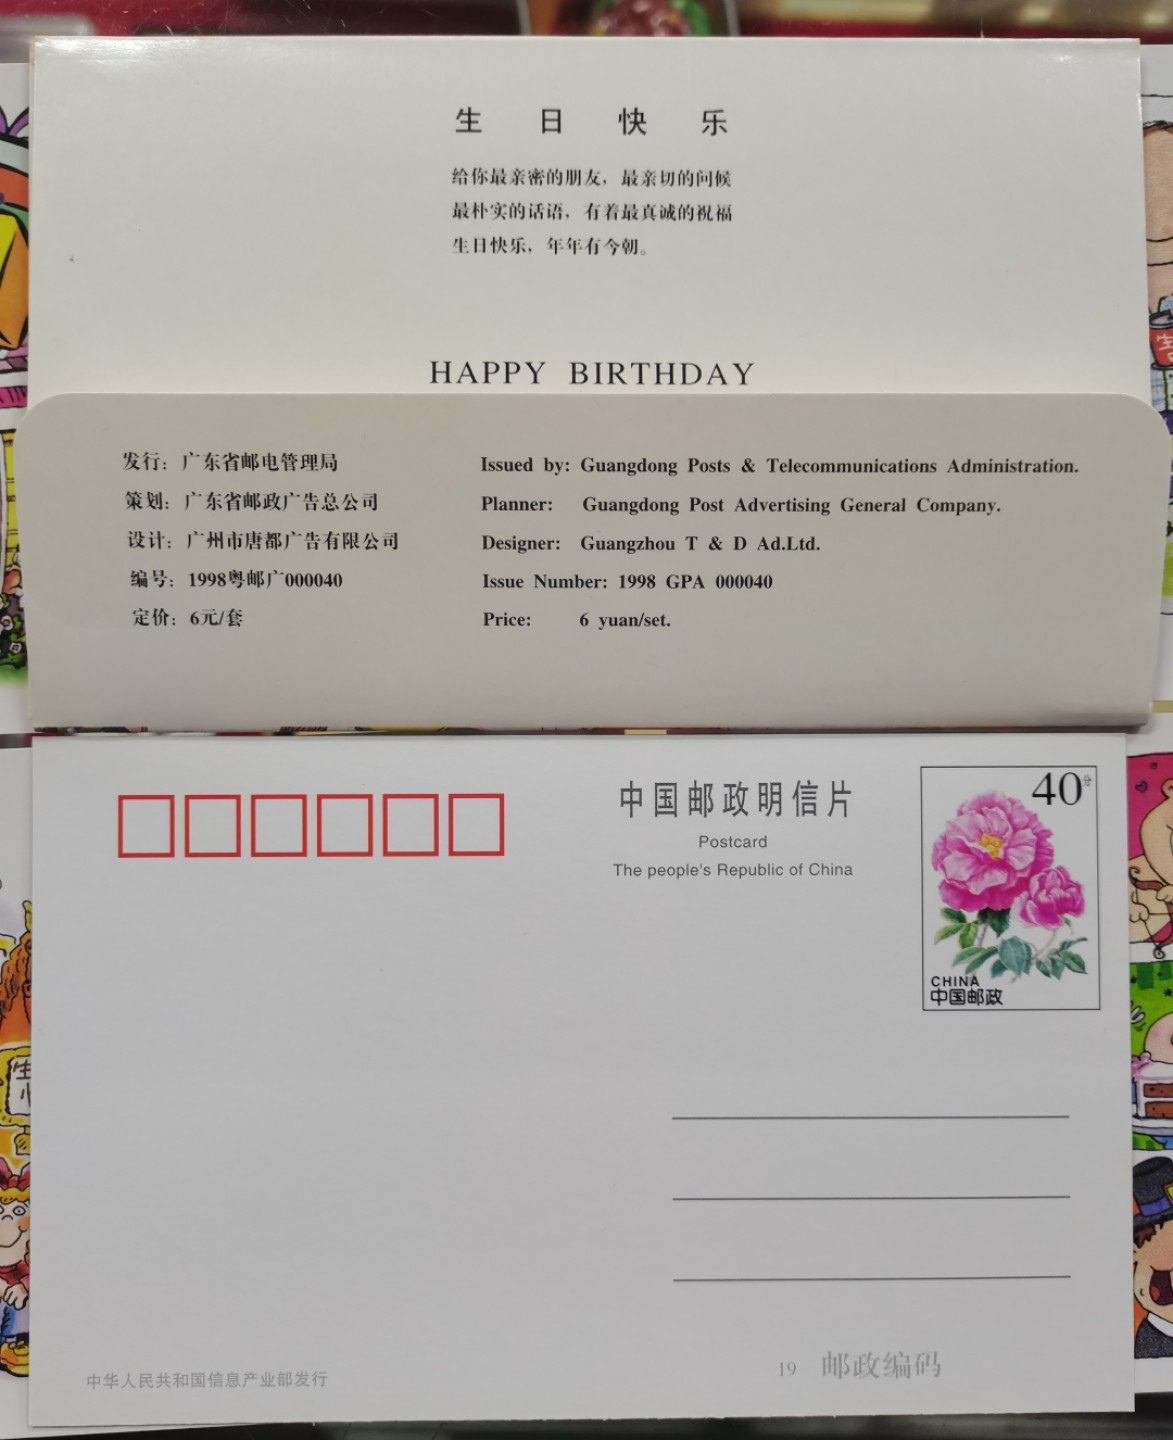 生日快乐
给你最亲密的朋友，最亲切的问候
最朴实的话语，有着最真诚的祝福
生日快乐，年年有今朝。
HAPPY BIRTHDAY
发行：广东省邮电管理局
策划：广东省邮政广告总公司
设计：广州市唐都广告有限公司
编号：1998粤邮广000040
定价：6元/套
Issued by: Guangdong Posts & Telecommunications Administration.
Planner: Guangdong Post Advertising General Company.
Designer: Guangzhou T & D Ad.Ltd.
Issue Number: 1998 GPA 000040
Price: 6 yuan/set.
中国邮政明信片
Postcard
The people's Republic of China
40分
CHINA
中国邮政
中华人民共和国信息产业部发行
19 邮政编码